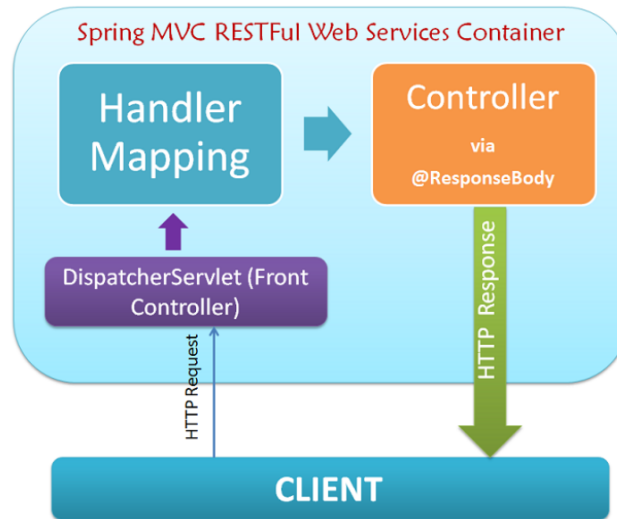 Spring MVC RESTFul Web Services Container
Handler
Mapping
Controller
via
@ResponseBody
DispatcherServlet (Front
Controller)
HTTP Request
HTTP Response
CLIENT